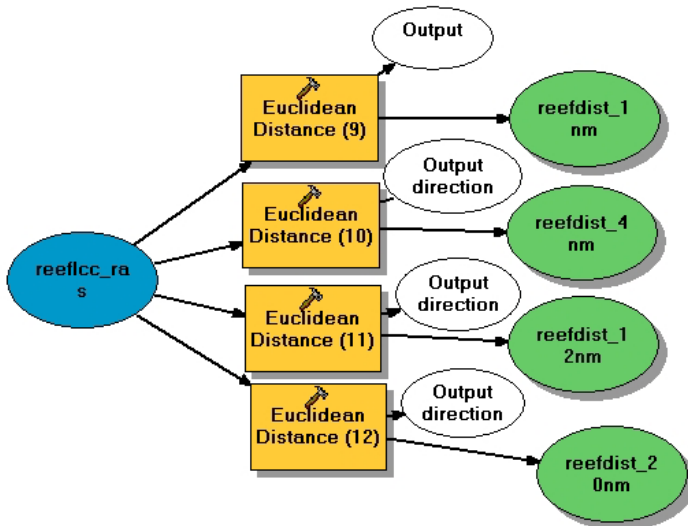 Output
Euclidean
Distance (9)
reefdist_1
nm
Output
direction
Euclidean
Distance (10)
reefdist_4
nm
reeflcc_ra
s
Output
direction
Euclidean
Distance (11)
reefdist_1
2nm
Output
direction
Euclidean
Distance (12)
reefdist_2
0nm